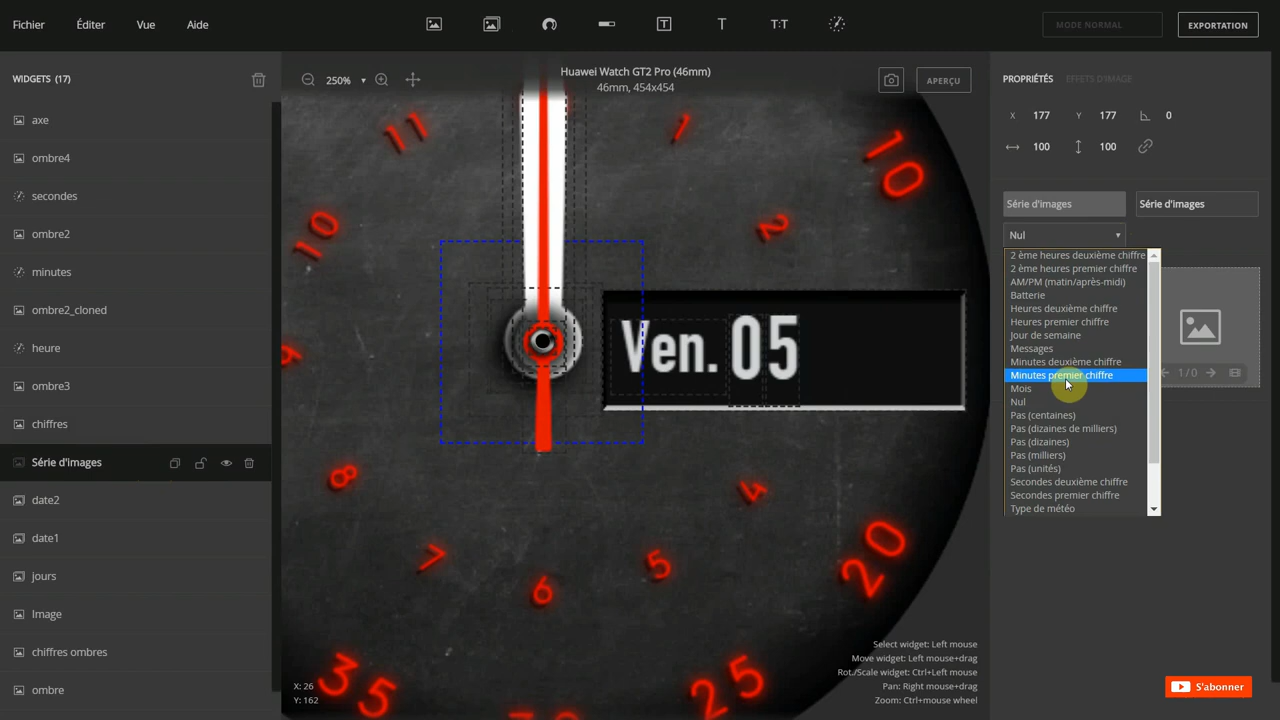 Fichier
Éditer
Vue
Aide
MODE NORMAL
EXPORTATION
WIDGETS (17)
axe
ombre4
secondes
ombre2
minutes
ombre2_cloned
heure
ombre3
chiffres
Série d'images
date2
date1
jours
Image
chiffres ombres
ombre
250%
Huawei Watch GT2 Pro (46mm)
46mm, 454x454
APERÇU
11
1
10
10
2
9
Ven. 05
8
4
7
5
6
20
35
25
X: 26
Y: 162
Select widget: Left mouse
Move widget: Left mouse+drag
Rot./Scale widget: Ctrl+Left mouse
Pan: Right mouse+drag
Zoom: Ctrl+mouse wheel
PROPRIÉTÉS
EFFETS D'IMAGE
X 177 Y 177 0
100 100
Série d'images
Série d'images
Nul
2 ème heures deuxième chiffre
2 ème heures premier chiffre
AM/PM (matin/après-midi)
Batterie
Heures deuxième chiffre
Heures premier chiffre
Jour de semaine
Messages
Minutes deuxième chiffre
Minutes premier chiffre
Mois
Nul
Pas (centaines)
Pas (dizaines de milliers)
Pas (dizaines)
Pas (milliers)
Pas (unités)
Secondes deuxième chiffre
Secondes premier chiffre
Type de météo
1/0
S'abonner